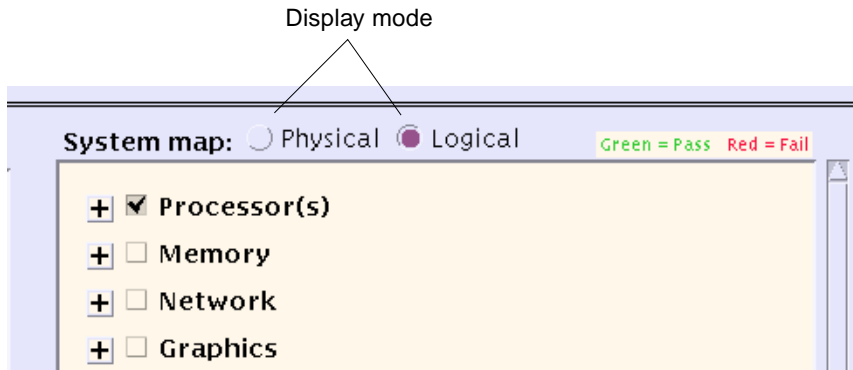 Display mode
System map: Physical Logical Green = Pass Red = Fail
Processor(s)
Memory
Network
Graphics